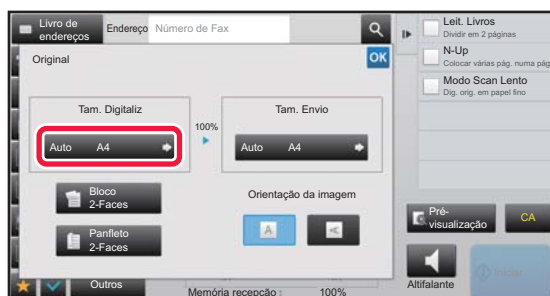 Livro de
endereços
Endereço
Número de Fax
Original
OK
Tam. Digitaliz
Auto A4
100%
Tam. Envio
Auto A4
Bloco
2-Faces
Panfleto
2-Faces
Orientação da imagem
A
A
Outros
Memória recepção : 100%
Leit. Livros
Dividir em 2 páginas
N-Up
Colocar várias pág. numa pág
Modo Scan Lento
Dig. orig. em papel fino
Pré-
visualização
CA
Altifalante
Iniciar